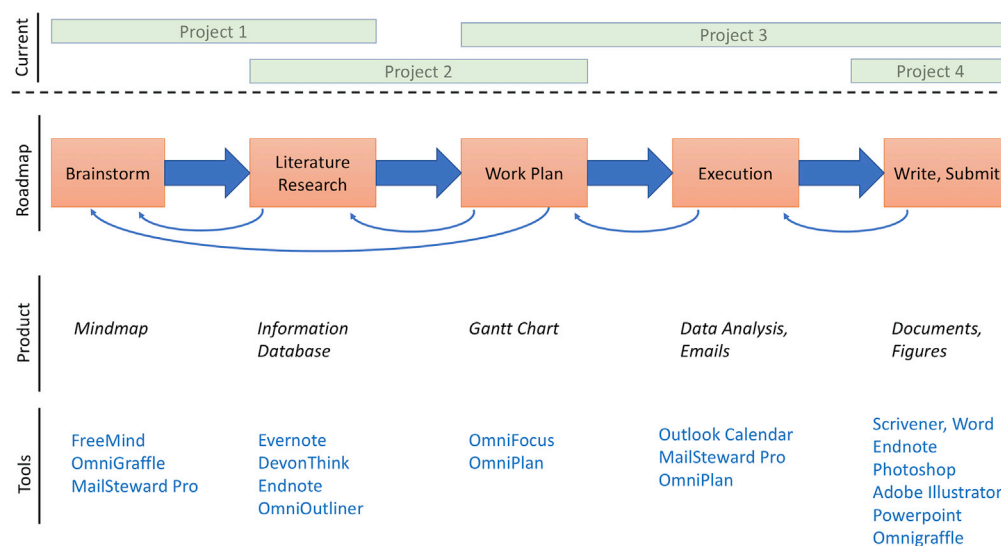 Current
Project 1
Project 3
Project 2
Project 4
Roadmap
Brainstorm
Literature
Research
Work Plan
Execution
Write, Submit
Product
Mindmap
Information
Database
Gantt Chart
Data Analysis,
Emails
Documents,
Figures
Tools
FreeMind
OmniGraffle
MailSteward Pro
Evernote
DevonThink
Endnote
OmniOutliner
OmniFocus
OmniPlan
Outlook Calendar
MailSteward Pro
OmniPlan
Scrivener, Word
Endnote
Photoshop
Adobe Illustrator
Powerpoint
Omnigraffle